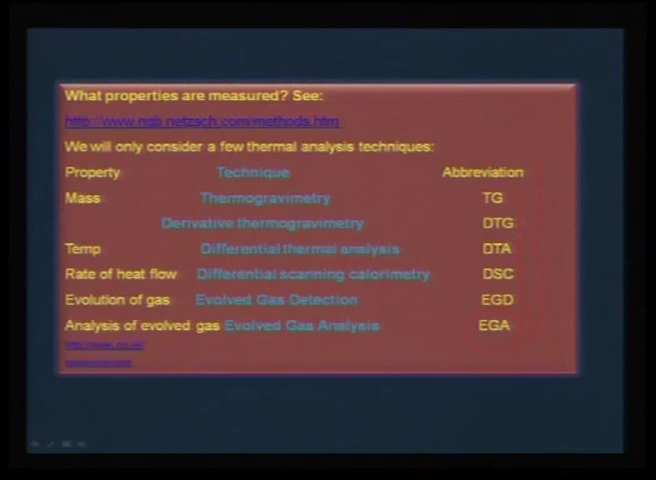 What properties are measured? See:
http://www.ngb.netzsch.com/methods.htm
We will only consider a few thermal analysis techniques:
Property Technique Abbreviation
Mass Thermogravimetry TG
Derivative thermogravimetry DTG
Temp Differential thermal analysis DTA
Rate of heat flow Differential scanning calorimetry DSC
Evolution of gas Evolved Gas Detection EGD
Analysis of evolved gas Evolved Gas Analysis EGA